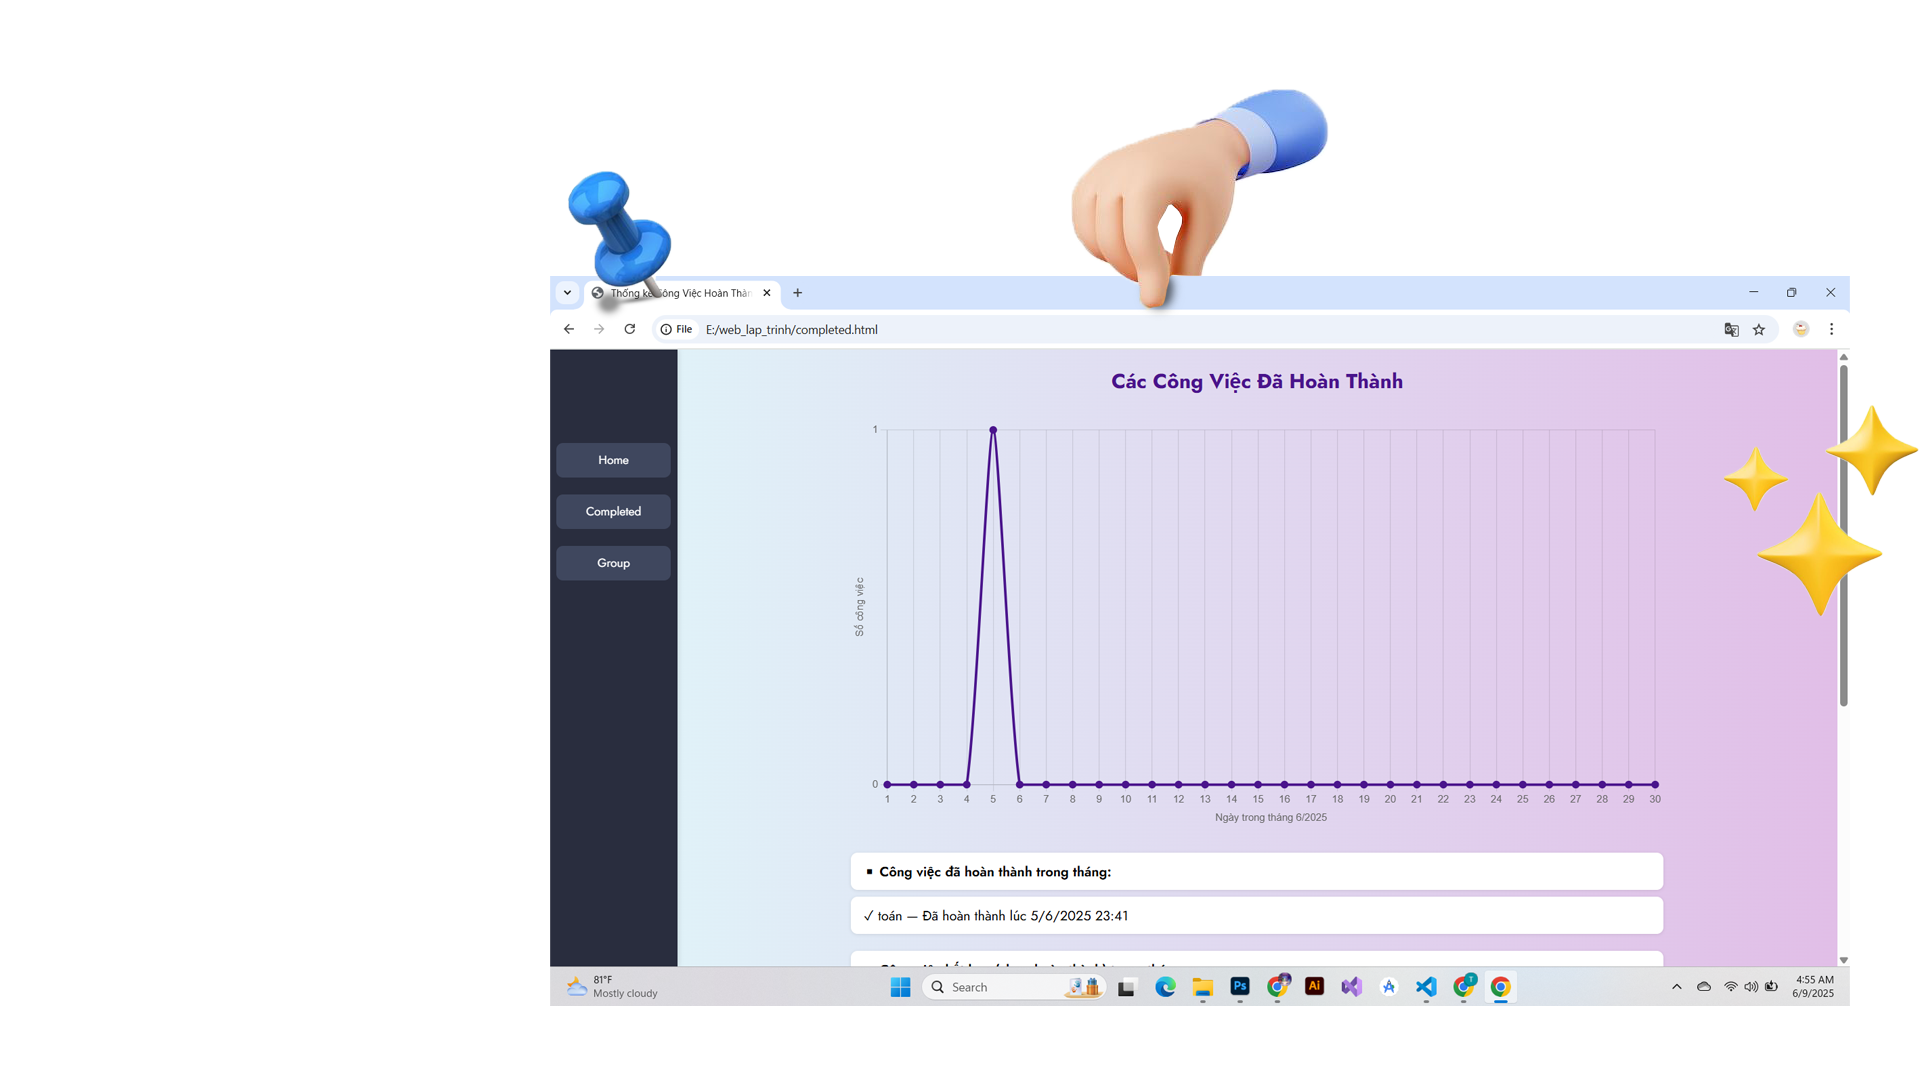 Thống kê Công Việc Hoàn Thàn
File E:/web_lap_trinh/completed.html
Các Công Việc Đã Hoàn Thành
Home
Completed
Group
1
0
Số công việc
1 2 3 4 5 6 7 8 9 10 11 12 13 14 15 16 17 18 19 20 21 22 23 24 25 26 27 28 29 30
Ngày trong tháng 6/2025
▪ Công việc đã hoàn thành trong tháng:
✓ toán — Đã hoàn thành lúc 5/6/2025 23:41
81°F
Mostly cloudy
Search
Ps
Ai
T
4:55 AM
6/9/2025